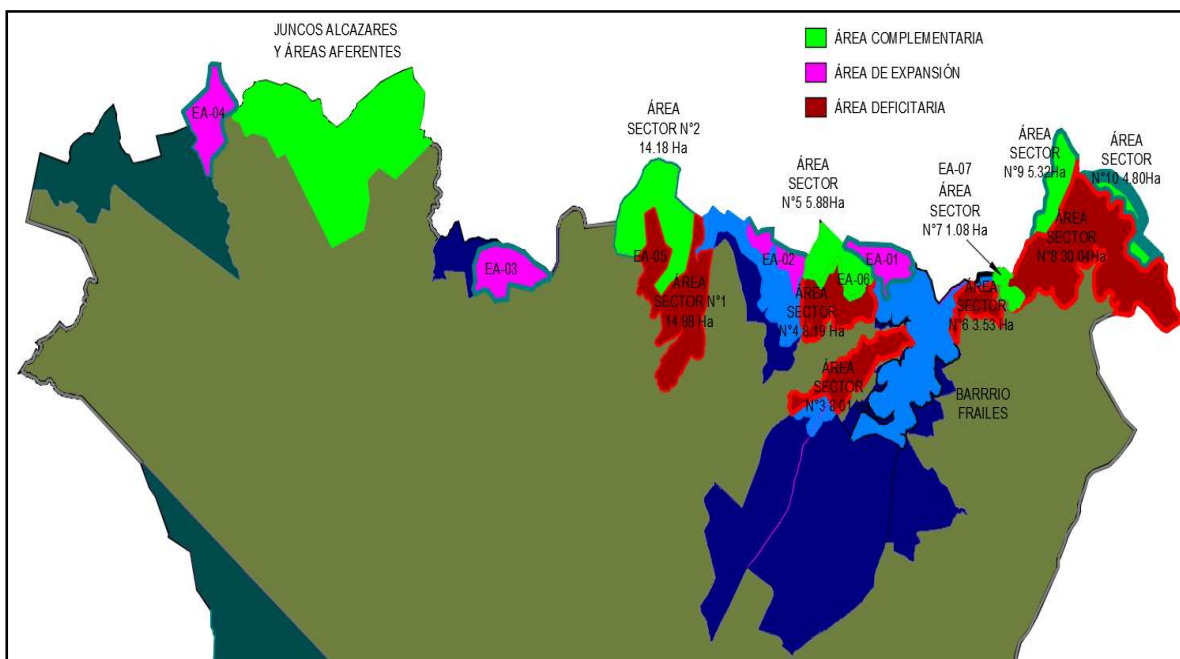 JUNCOS ALCAZARES
Y ÁREAS AFERENTES
ÁREA COMPLEMENTARIA
ÁREA DE EXPANSIÓN
ÁREA DEFICITARIA
EA-04
ÁREA
SECTOR N°2
14.18 Ha
ÁREA
SECTOR
N°5 5.88Ha
EA-07
ÁREA
SECTOR
N°7 1.08 Ha
ÁREA
SECTOR
N°9 5.32Ha
ÁREA
SECTOR
N°10 4.80Ha
ÁREA
SECTOR
N°8 30.04Ha
EA-03
EA-05
EA-02
EA-01
EA-06
ÁREA
SECTOR N°1
14.98 Ha
ÁREA
SECTOR
N°4 8.19 Ha
ÁREA
SECTOR
N°6 3.53 Ha
ÁREA
SECTOR
N°3 8.01
BARRRIO
FRAILES